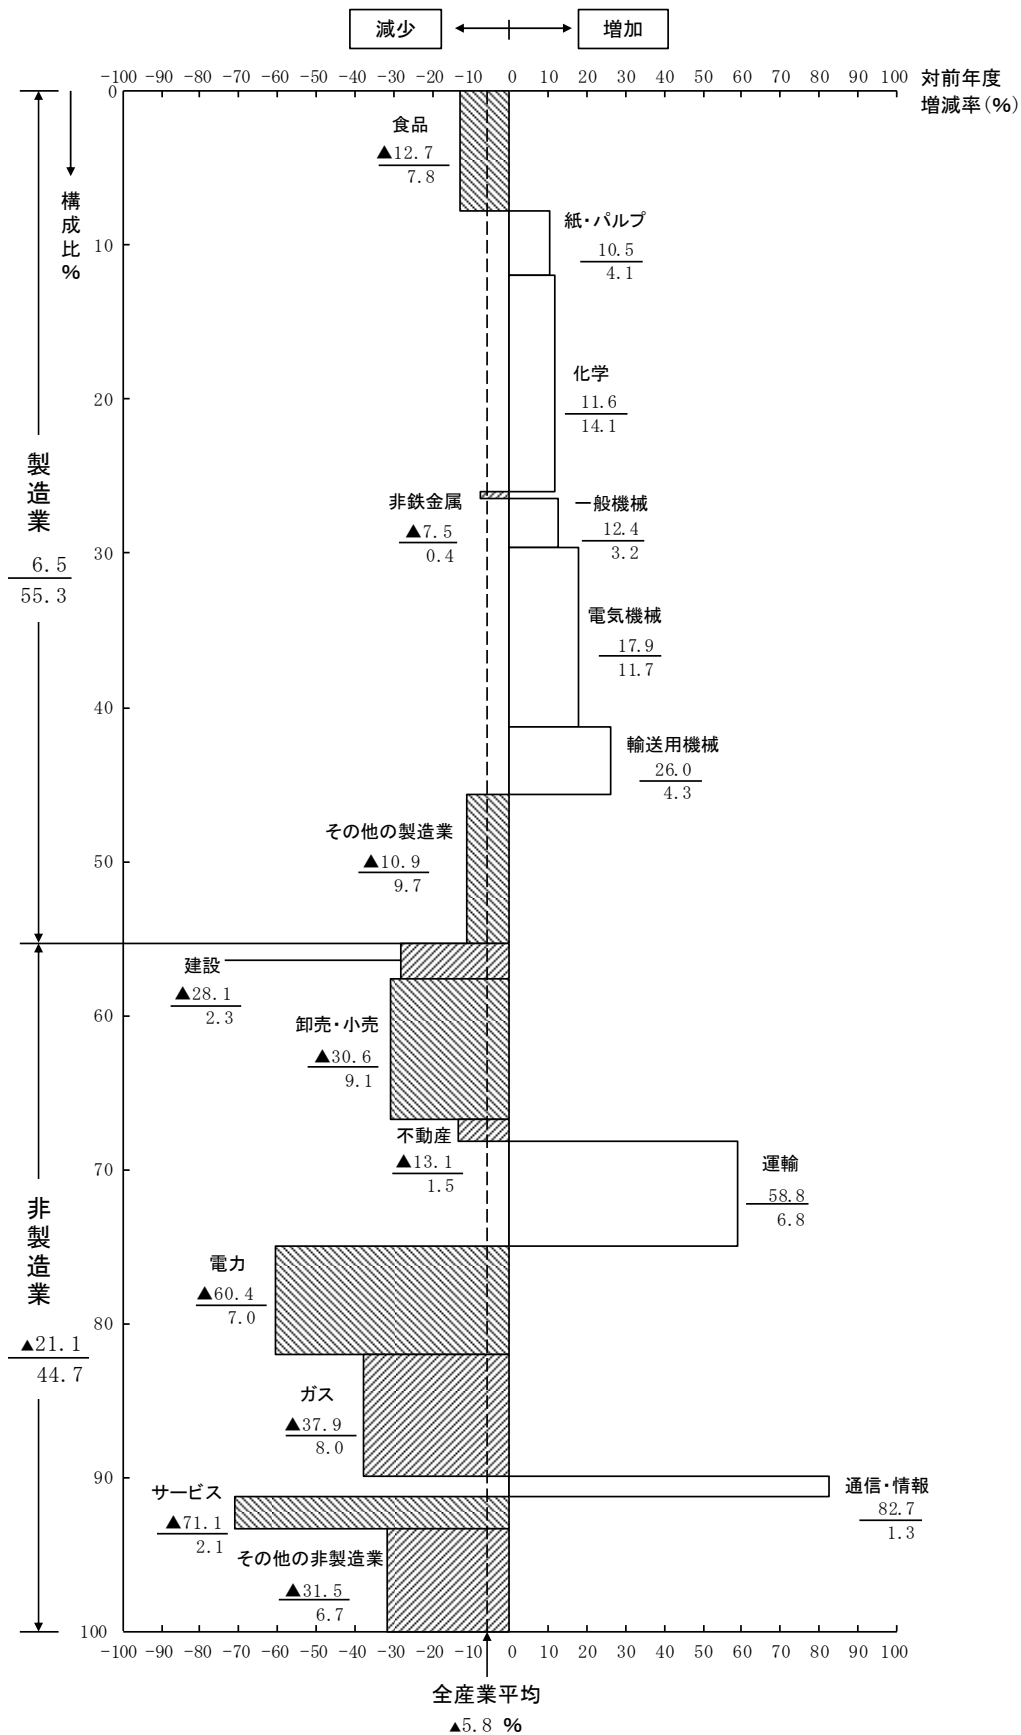 減少
増加
-100 -90 -80 -70 -60 -50 -40 -30 -20 -10 0 10 20 30 40 50 60 70 80 90 100
対前年度
増減率(%)
構成比%
0
10
20
30
40
50
60
70
80
90
100
製造業
6.5
55.3
非製造業
▲21.1
44.7
食品
▲12.7
7.8
紙・パルプ
10.5
4.1
化学
11.6
14.1
非鉄金属
▲7.5
0.4
一般機械
12.4
3.2
電気機械
17.9
11.7
輸送用機械
26.0
4.3
その他の製造業
▲10.9
9.7
建設
▲28.1
2.3
卸売・小売
▲30.6
9.1
不動産
▲13.1
1.5
運輸
58.8
6.8
電力
▲60.4
7.0
ガス
▲37.9
8.0
通信・情報
82.7
1.3
サービス
▲71.1
2.1
その他の非製造業
▲31.5
6.7
-100 -90 -80 -70 -60 -50 -40 -30 -20 -10 0 10 20 30 40 50 60 70 80 90 100
全産業平均
▲5.8 %